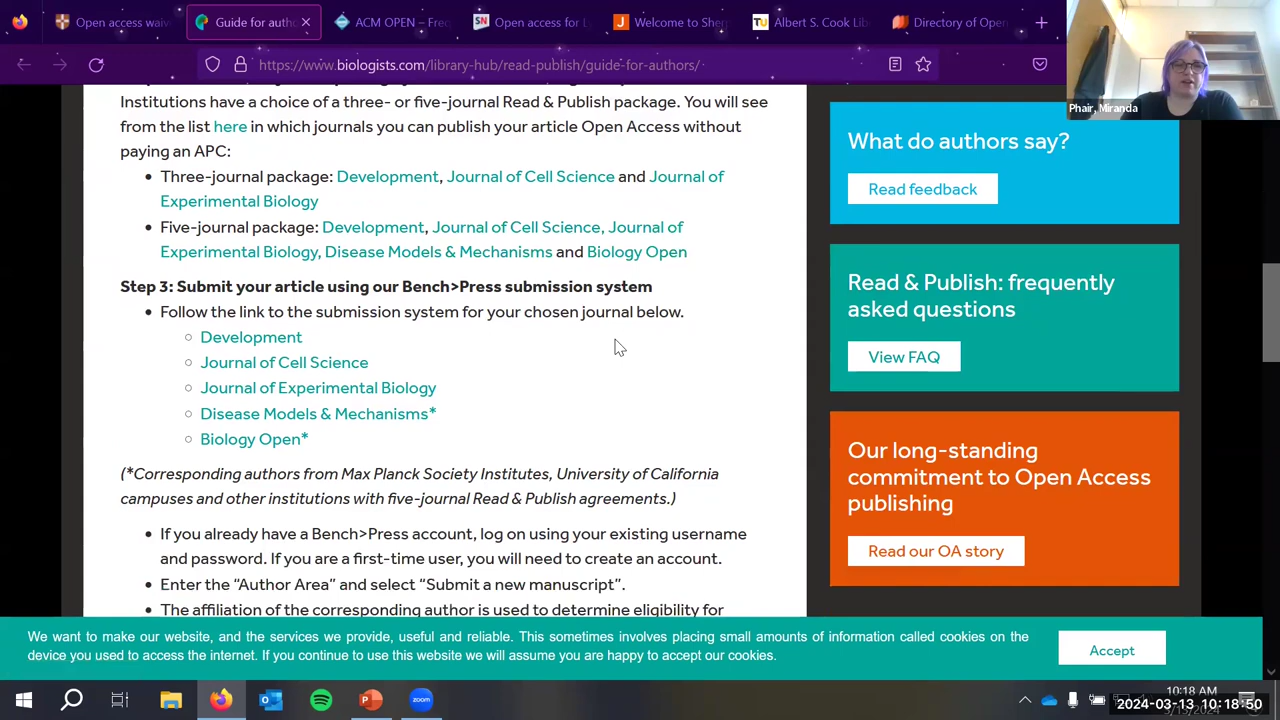 Open access waiv
Guide for autho
ACM OPEN – Free
Open access for L
Welcome to Sher
Albert S. Cook Lib
Directory of Open
https://www.biologists.com/library-hub/read-publish/guide-for-authors/
Phair, Miranda
Institutions have a choice of a three- or five-journal Read & Publish package. You will see
from the list here in which journals you can publish your article Open Access without
paying an APC:
• Three-journal package: Development, Journal of Cell Science and Journal of
Experimental Biology
• Five-journal package: Development, Journal of Cell Science, Journal of
Experimental Biology, Disease Models & Mechanisms and Biology Open
Step 3: Submit your article using our Bench>Press submission system
• Follow the link to the submission system for your chosen journal below.
○ Development
○ Journal of Cell Science
○ Journal of Experimental Biology
○ Disease Models & Mechanisms*
○ Biology Open*
(*Corresponding authors from Max Planck Society Institutes, University of California
campuses and other institutions with five-journal Read & Publish agreements.)
• If you already have a Bench>Press account, log on using your existing username
and password. If you are a first-time user, you will need to create an account.
• Enter the “Author Area” and select “Submit a new manuscript”.
• The affiliation of the corresponding author is used to determine eligibility for
What do authors say?
Read feedback
Read & Publish: frequently
asked questions
View FAQ
Our long-standing
commitment to Open Access
publishing
Read our OA story
We want to make our website, and the services we provide, useful and reliable. This sometimes involves placing small amounts of information called cookies on the
device you used to access the internet. If you continue to use this website we will assume you are happy to accept our cookies.
Accept
10:18 AM
2024-03-13 10:18:50